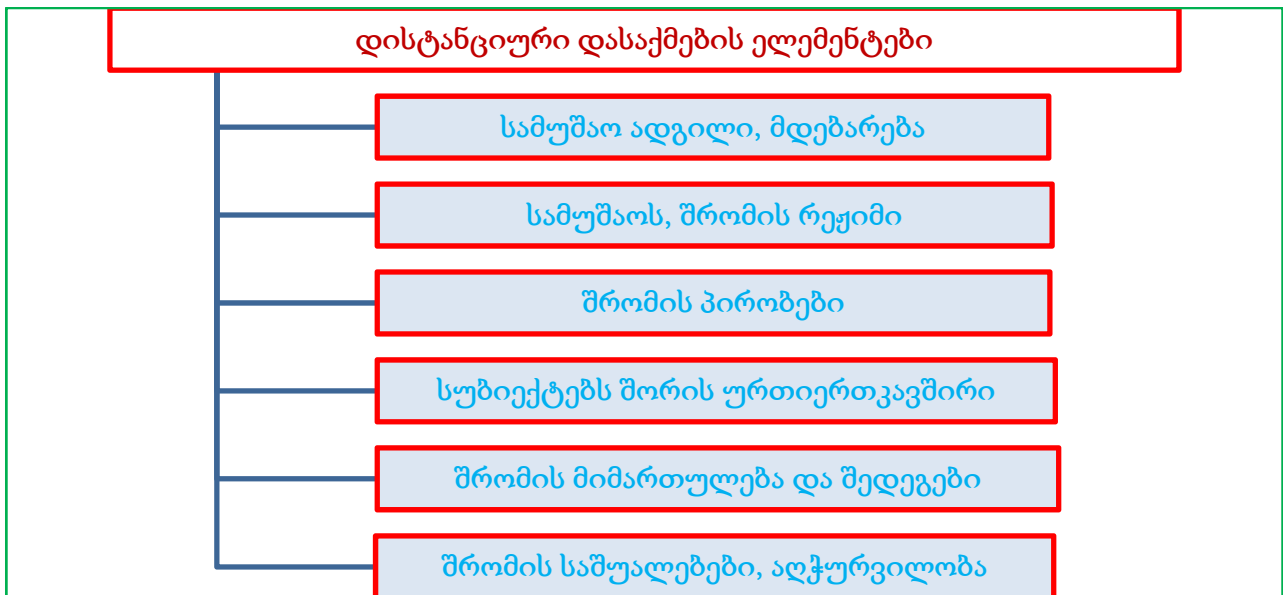 დისტანციური დასაქმების ელემენტები
სამუშაო ადგილი, მდებარება
სამუშაოს, შრომის რეჟიმი
შრომის პირობები
სუბიექტებს შორის ურთიერთკავშირი
შრომის მიმართულება და შედეგები
შრომის საშუალებები, აღჭურვილობა